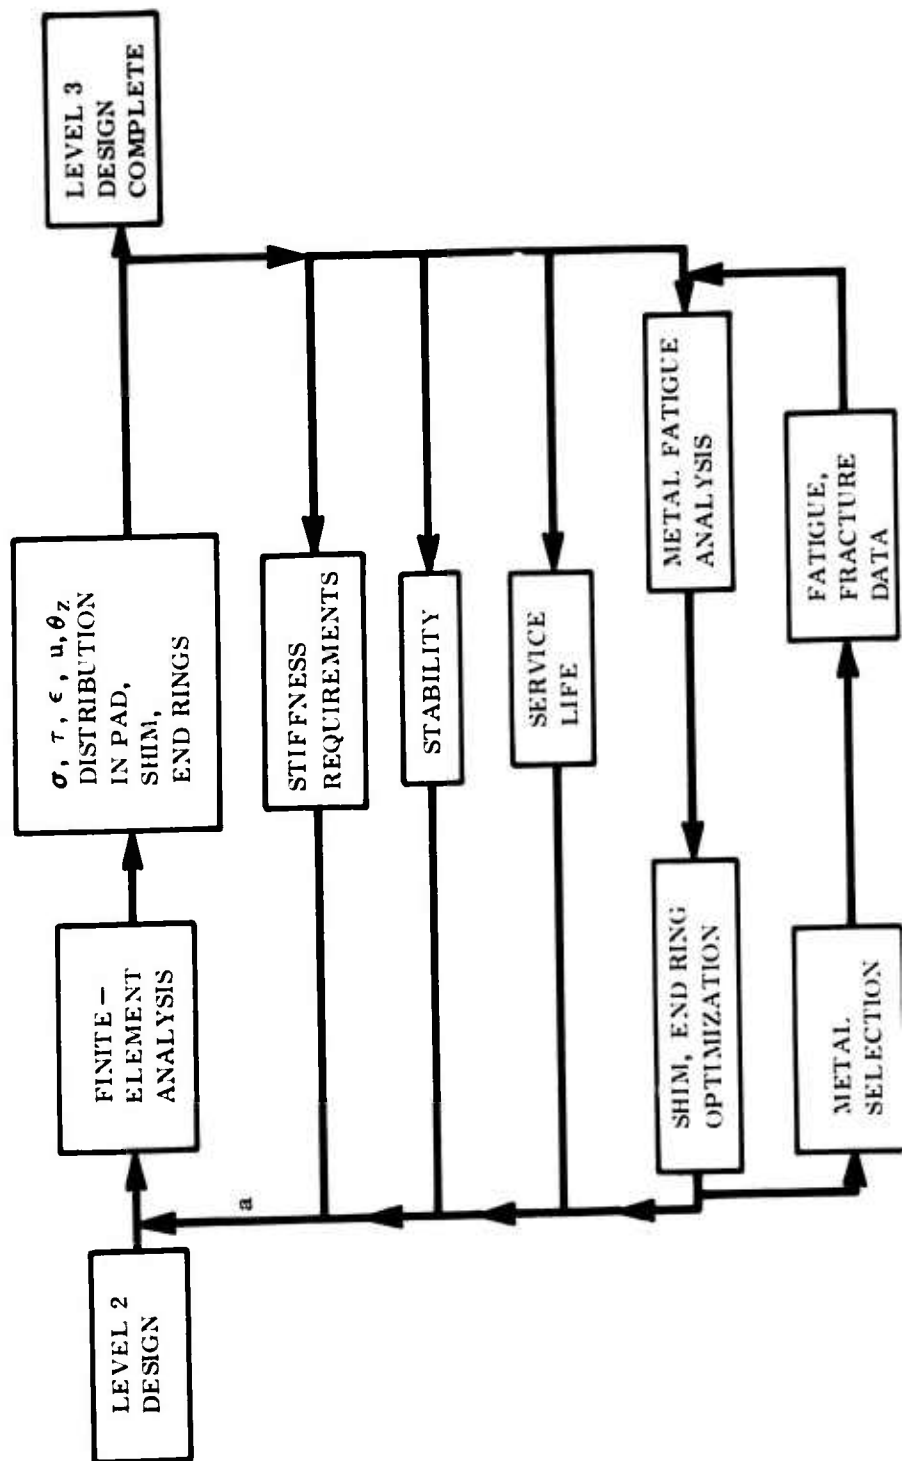 LEVEL 2
DESIGN
FINITE–
ELEMENT
ANALYSIS
σ, τ, ϵ, u, θZ
DISTRIBUTION
IN PAD,
SHIM,
END RINGS
LEVEL 3
DESIGN
COMPLETE
a
STIFFNESS
REQUIREMENTS
STABILITY
SERVICE
LIFE
SHIM, END RING
OPTIMIZATION
METAL FATIGUE
ANALYSIS
METAL
SELECTION
FATIGUE,
FRACTURE
DATA